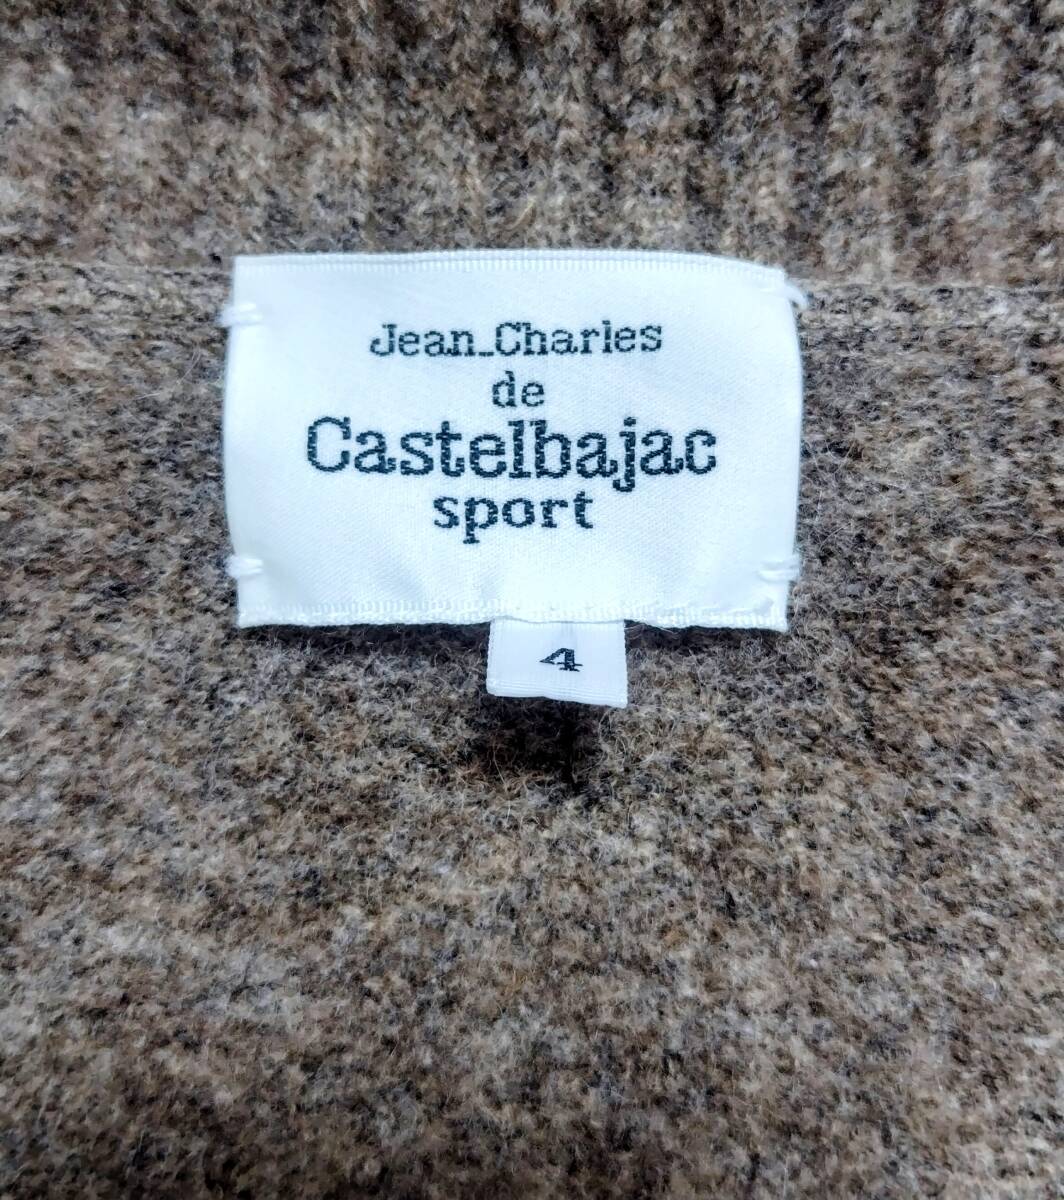 Jean_Charles
de
Castelbajac
sport
4